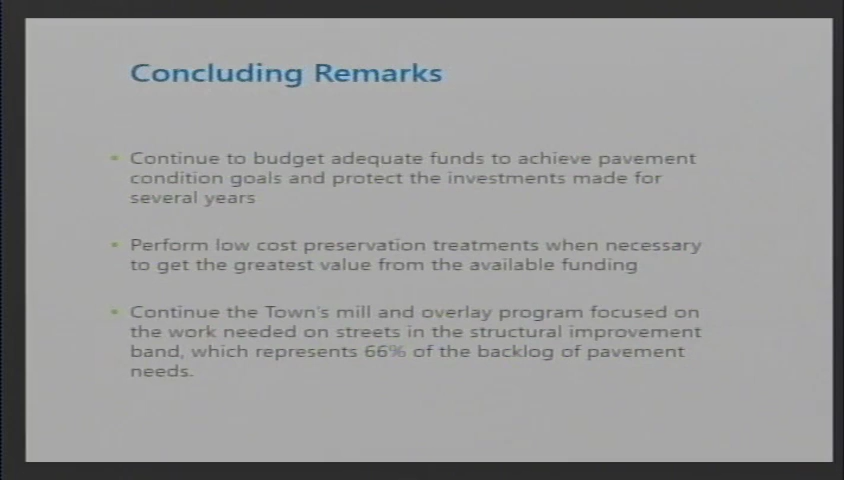 Concluding Remarks
Continue to budget adequate funds to achieve pavement
condition goals and protect the investments made for
several years
Perform low cost preservation treatments when necessary
to get the greatest value from the available funding
Continue the Town's mill and overlay program focused on
the work needed on streets in the structural improvement
band, which represents 66% of the backlog of pavement
needs.